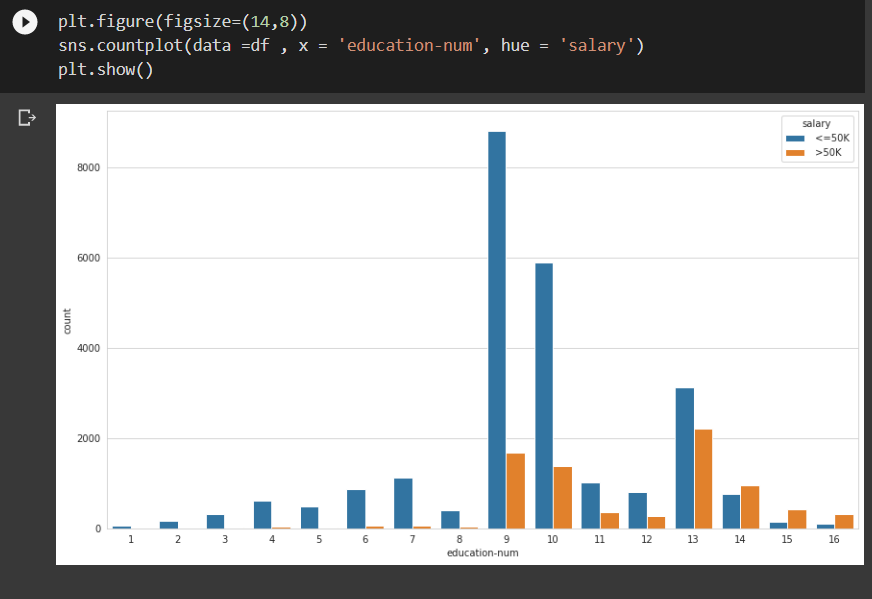 plt.figure(figsize=(14,8))
sns.countplot(data =df , x = 'education-num', hue = 'salary')
plt.show()
salary
<=50K
>50K
8000
6000
4000
2000
0
count
1 2 3 4 5 6 7 8 9 10 11 12 13 14 15 16
education-num